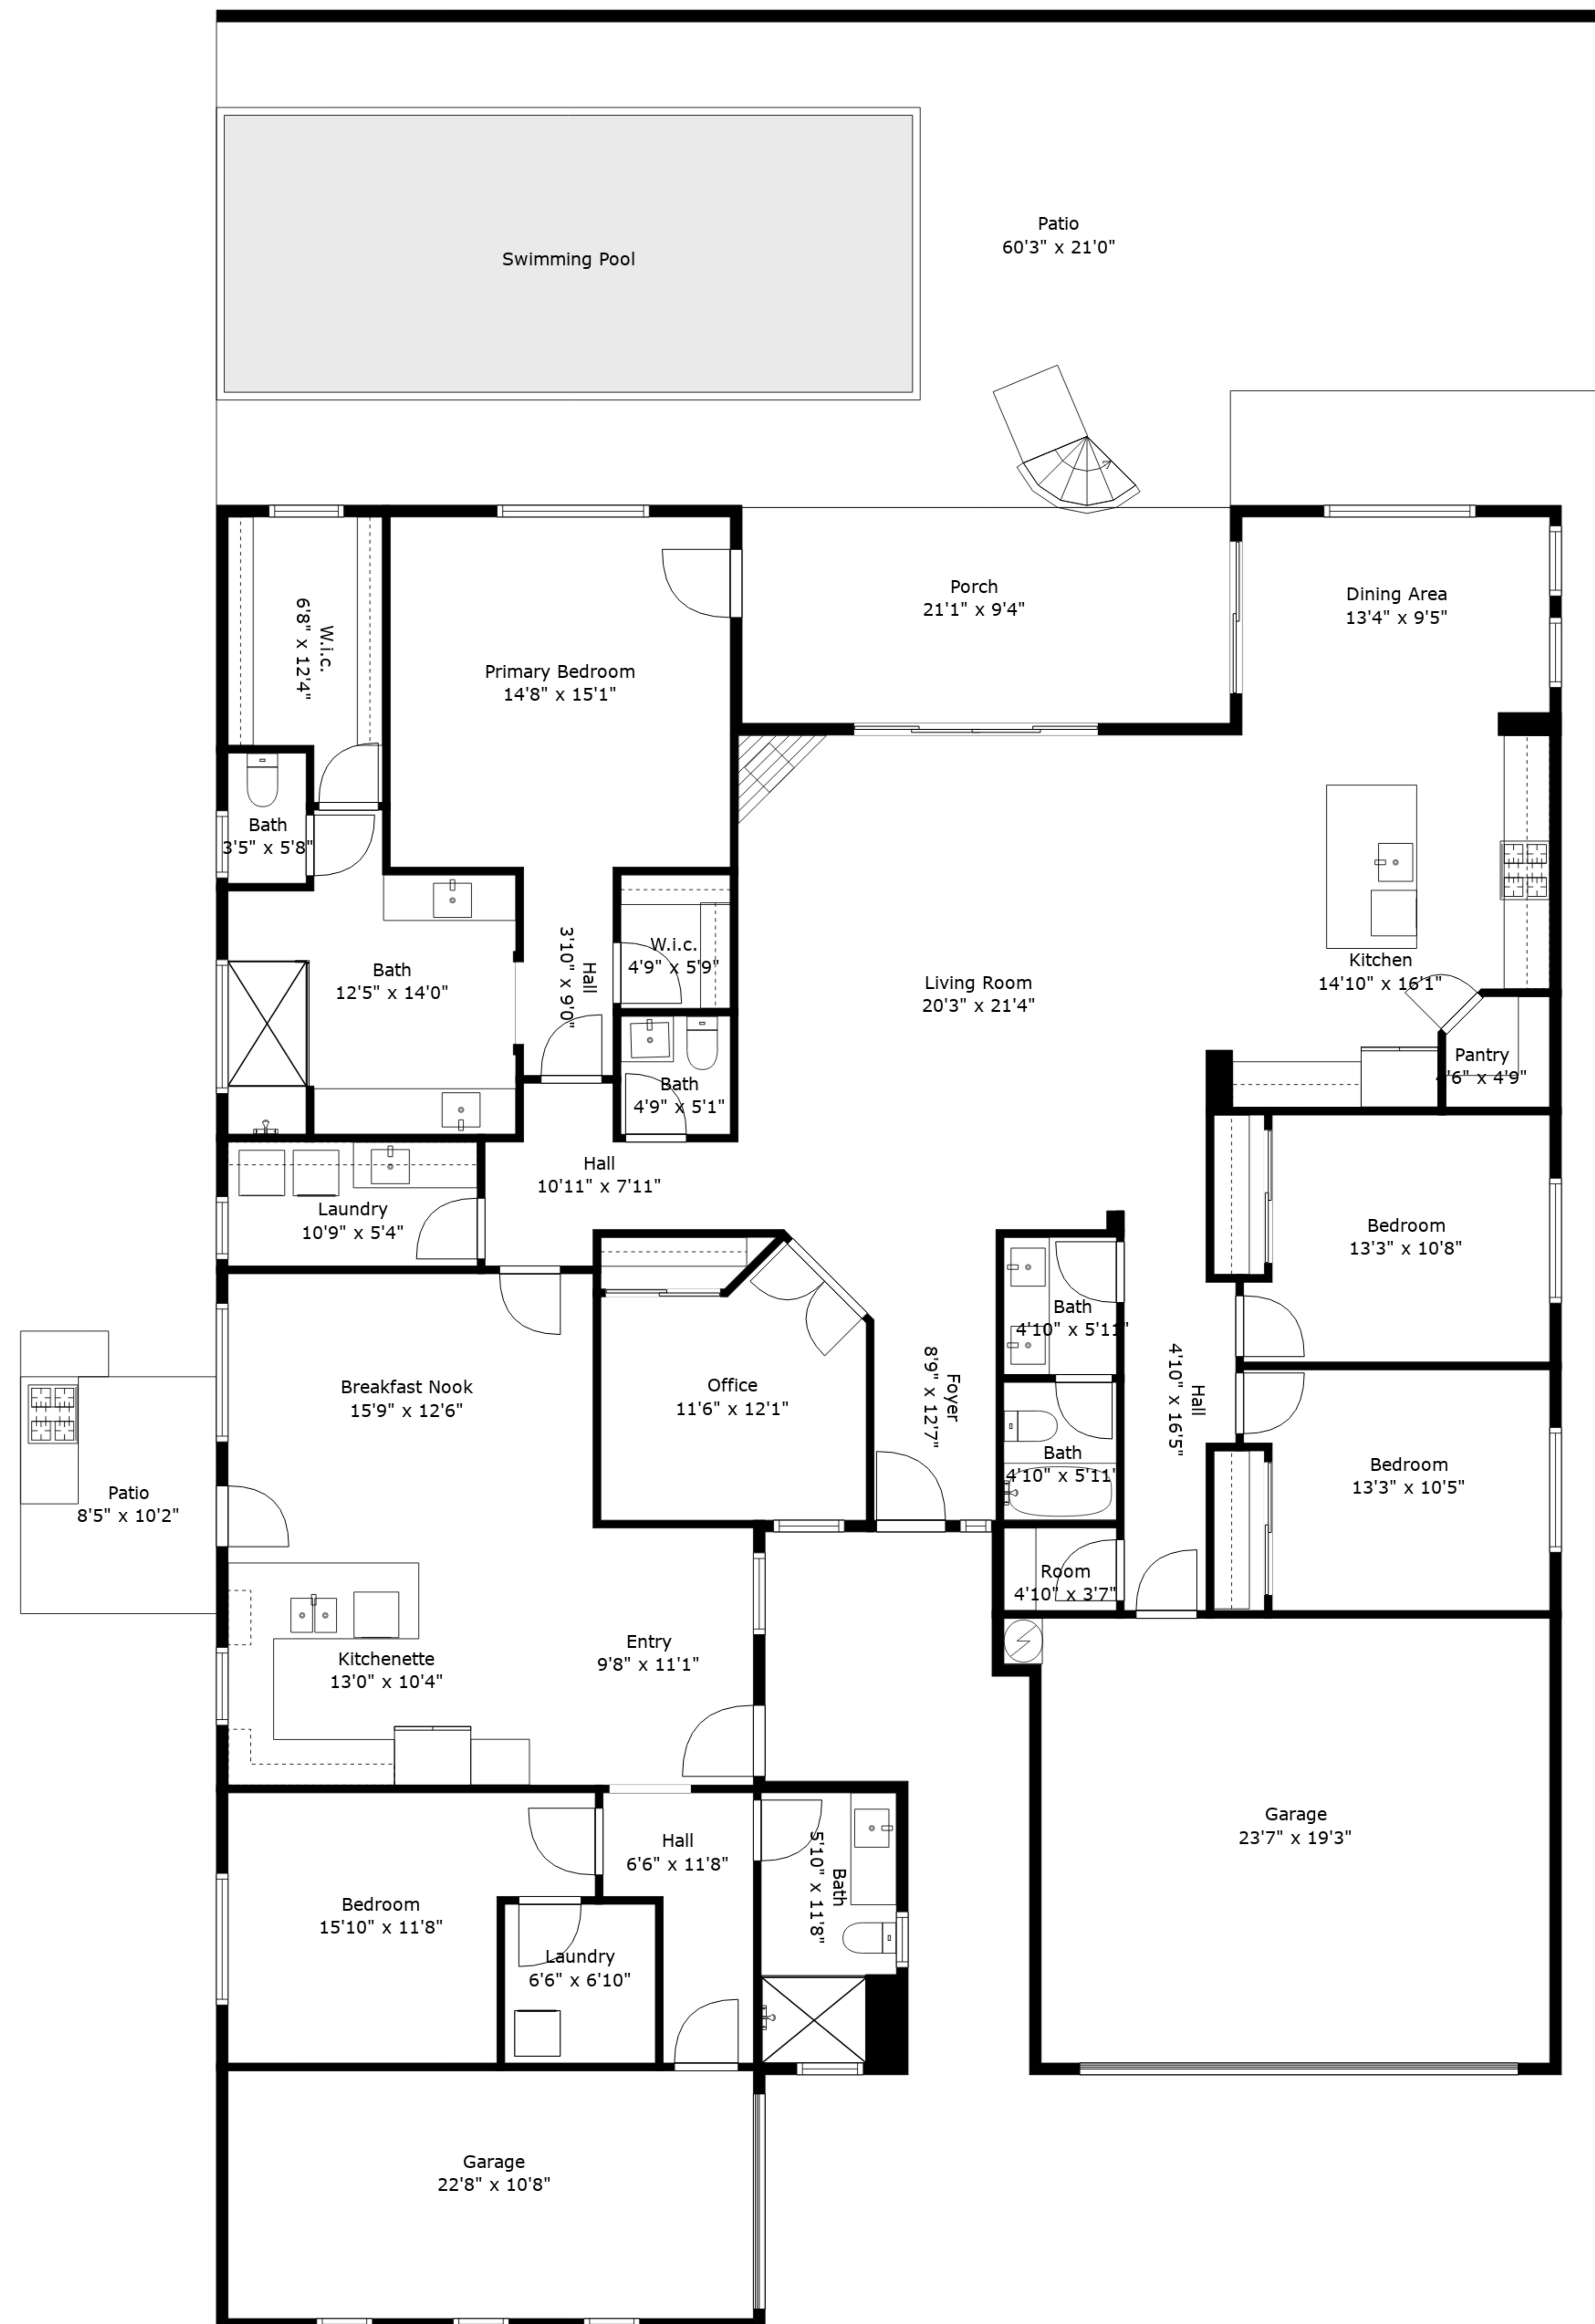 Patio
60'3" x 21'0"
Swimming Pool
Porch
21'1" x 9'4"
Dining Area
13'4" x 9'5"
W.i.c.
6'8" x 12'4"
Primary Bedroom
14'8" x 15'1"
Bath
3'5" x 5'8"
W.i.c.
4'9" x 5'9"
Hall
3'10" x 9'0"
Bath
12'5" x 14'0"
Living Room
20'3" x 21'4"
Kitchen
14'10" x 16'1"
Pantry
4'6" x 4'9"
Bath
4'9" x 5'1"
Hall
10'11" x 7'11"
Laundry
10'9" x 5'4"
Bedroom
13'3" x 10'8"
Bath
4'10" x 5'11"
Breakfast Nook
15'9" x 12'6"
Office
11'6" x 12'1"
Foyer
8'9" x 12'7"
Hall
4'10" x 16'5"
Bath
4'10" x 5'11"
Bedroom
13'3" x 10'5"
Patio
8'5" x 10'2"
Room
4'10" x 3'7"
Entry
9'8" x 11'1"
Kitchenette
13'0" x 10'4"
Garage
23'7" x 19'3"
Hall
6'6" x 11'8"
Bath
5'10" x 11'8"
Bedroom
15'10" x 11'8"
Laundry
6'6" x 6'10"
Garage
22'8" x 10'8"